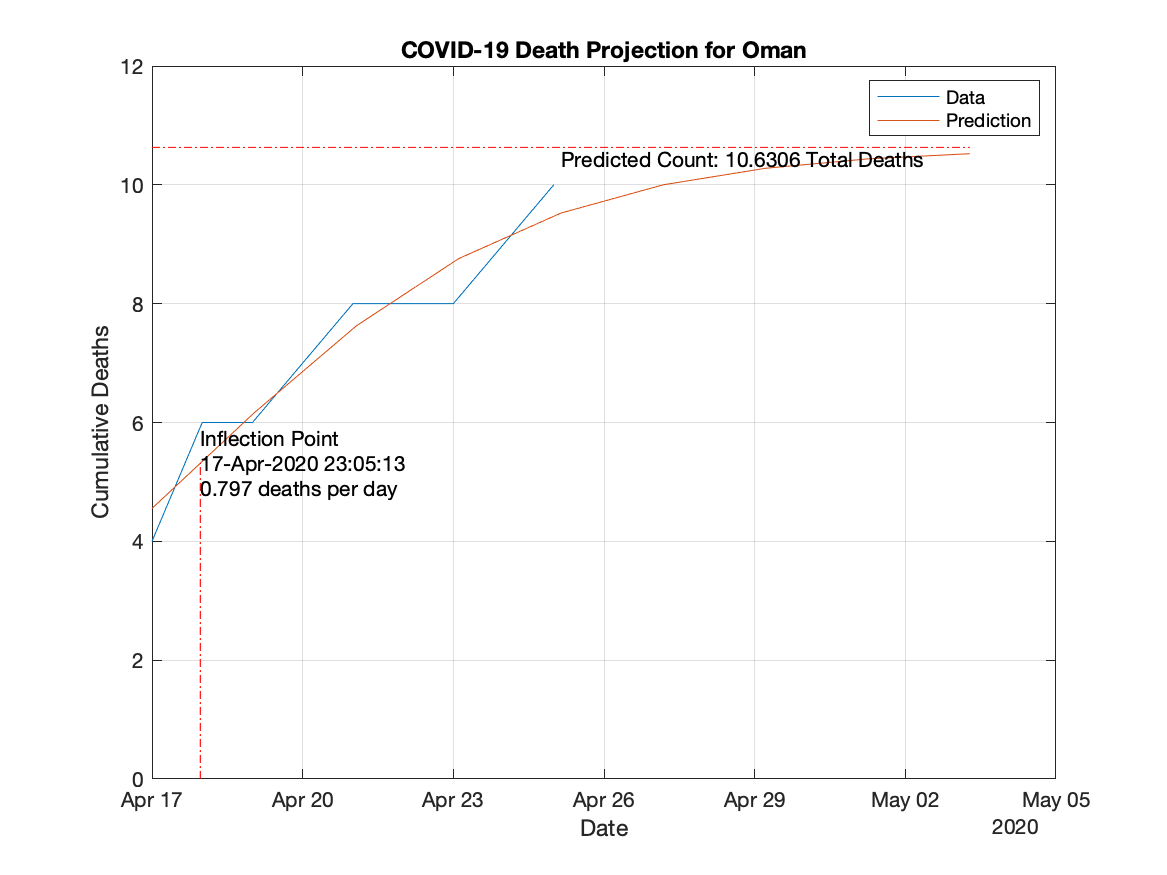 COVID-19 Death Projection for Oman
12
Data
Prediction
Predicted Count: 10.6306 Total Deaths
10
8
6
Inflection Point
17-Apr-2020 23:05:13
0.797 deaths per day
4
2
0
Cumulative Deaths
Apr 17
Apr 20
Apr 23
Apr 26
Apr 29
May 02
May 05
Date
2020